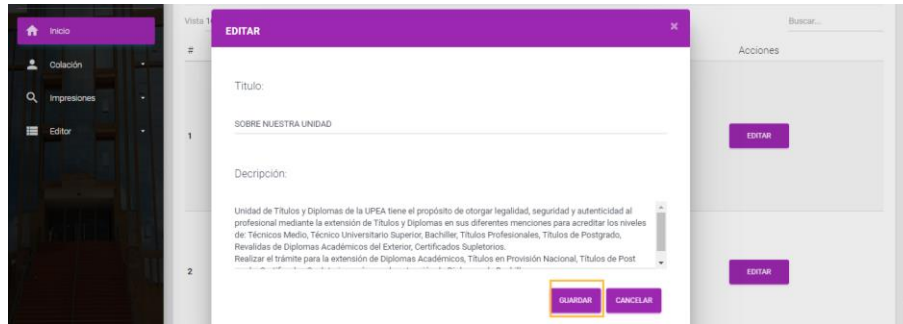 Inicio
Colación
Impresiones
Editor
Vista 1
Buscar...
#
Acciones
1
EDITAR
2
EDITAR
EDITAR
×
Titulo:
SOBRE NUESTRA UNIDAD
Decripción:
Unidad de Títulos y Diplomas de la UPEA tiene el propósito de otorgar legalidad, seguridad y autenticidad al
profesional mediante la extensión de Títulos y Diplomas en sus diferentes menciones para acreditar los niveles
de: Técnicos Medio, Técnico Universitario Superior, Bachiller, Títulos Profesionales, Títulos de Postgrado,
Revalidas de Diplomas Académicos del Exterior, Certificados Supletorios.
Realizar el trámite para la extensión de Diplomas Académicos, Títulos en Provisión Nacional, Títulos de Post
GUARDAR
CANCELAR